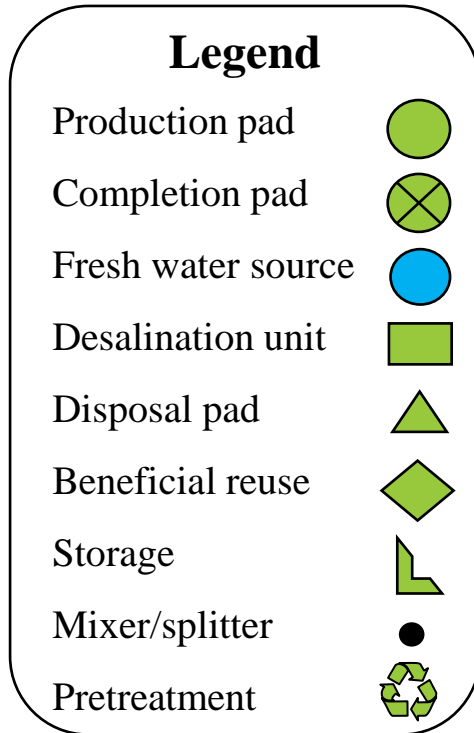 Legend
Production pad
Completion pad
Fresh water source
Desalination unit
Disposal pad
Beneficial reuse
Storage
Mixer/splitter
Pretreatment